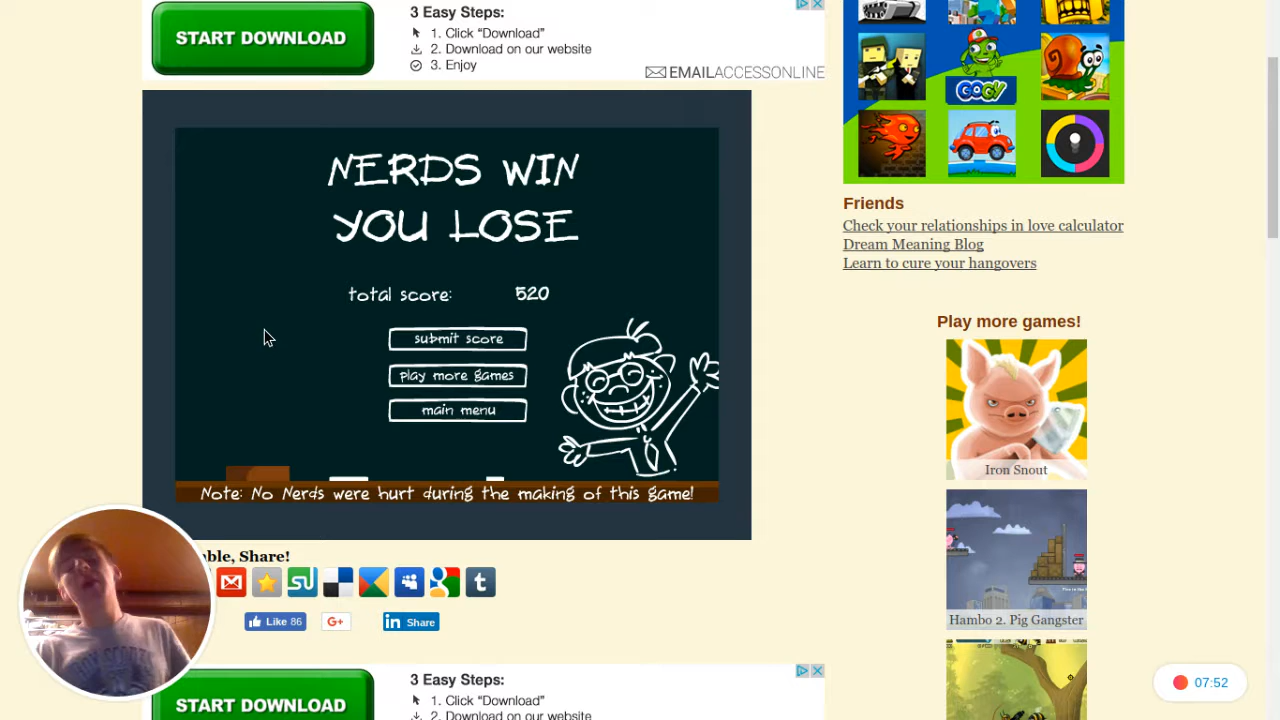 START DOWNLOAD
3 Easy Steps:
1. Click “Download”
2. Download on our website
3. Enjoy
EMAILACCESSONLINE
NERDS WIN
YOU LOSE
total score: 520
submit score
play more games
main menu
Note: No Nerds were hurt during the making of this game!
GOGY
Friends
Check your relationships in love calculator
Dream Meaning Blog
Learn to cure your hangovers
Play more games!
Iron Snout
Hambo 2. Pig Gangster
Share!
Like 86
G+
in Share
START DOWNLOAD
3 Easy Steps:
1. Click “Download”
2. Download on our website
07:52